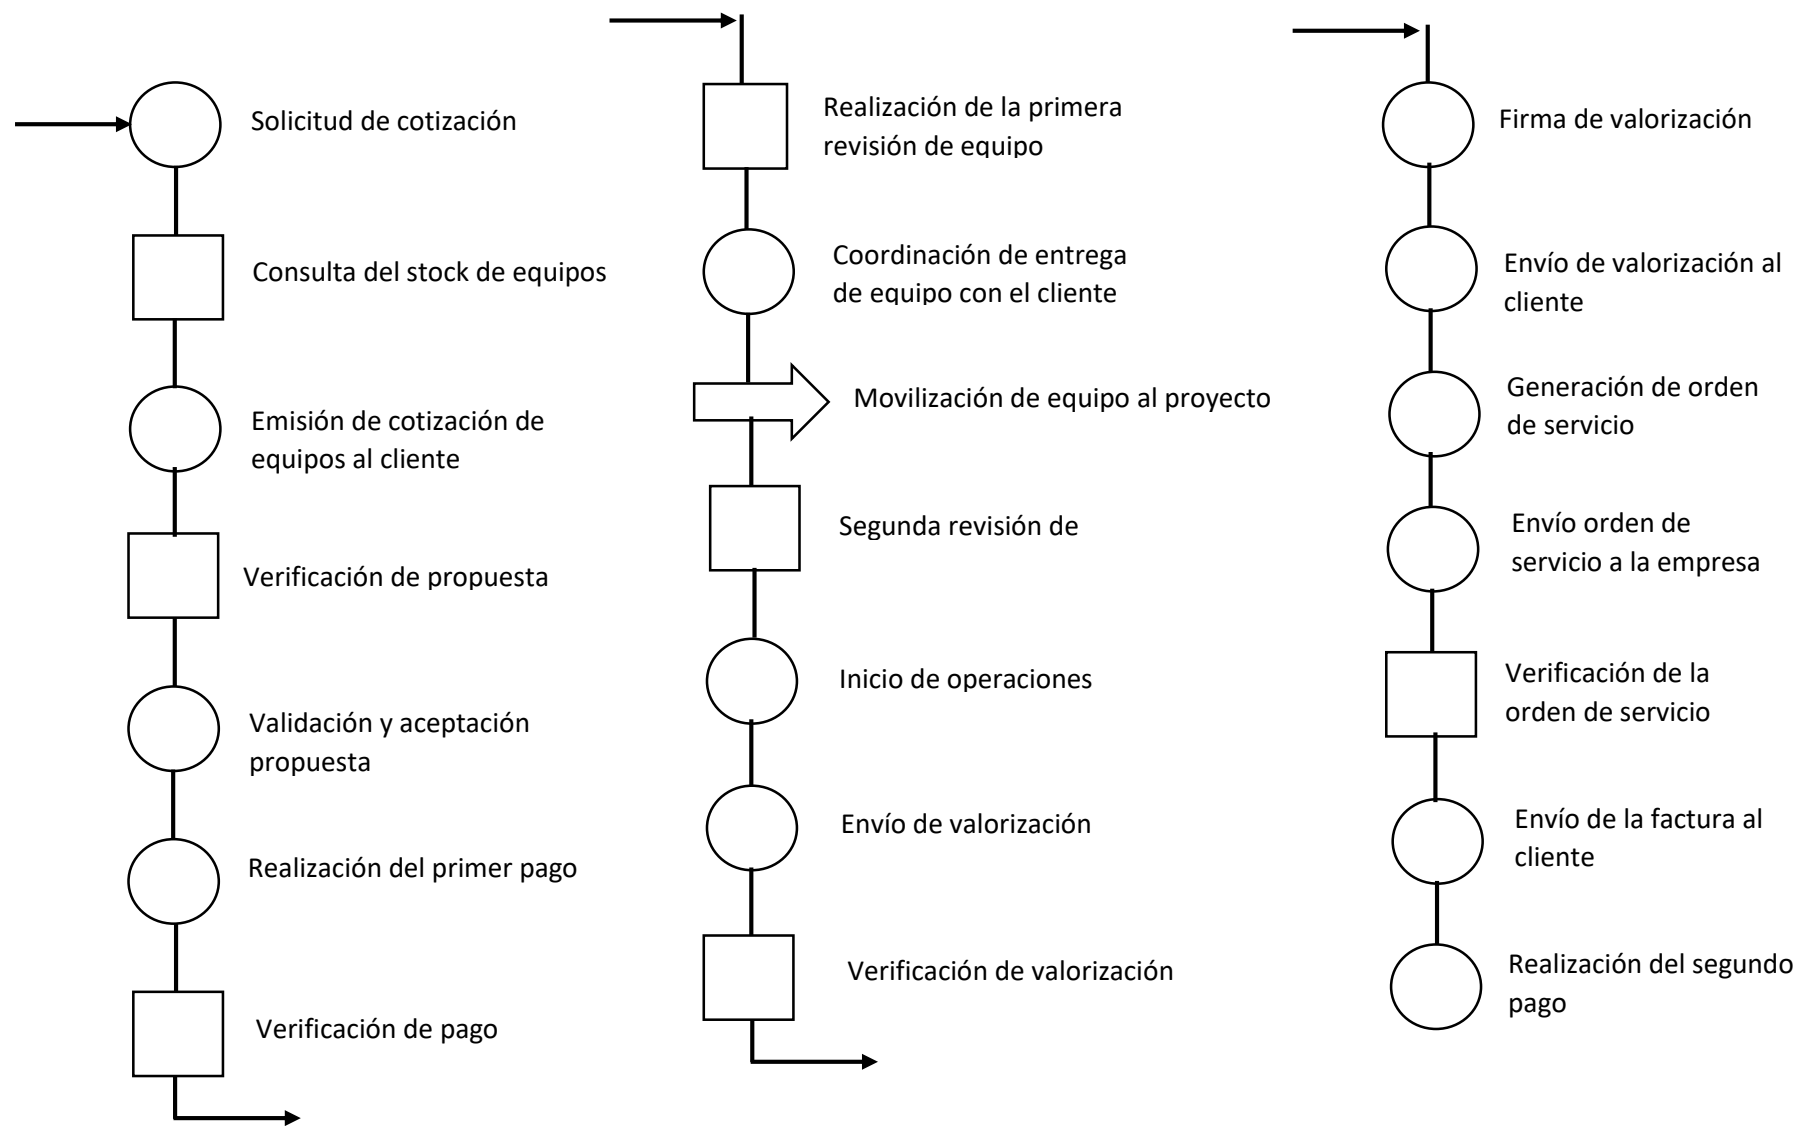 Solicitud de cotización
Consulta del stock de equipos
Emisión de cotización de
equipos al cliente
Verificación de propuesta
Validación y aceptación
propuesta
Realización del primer pago
Verificación de pago
Realización de la primera
revisión de equipo
Coordinación de entrega
de equipo con el cliente
Movilización de equipo al proyecto
Segunda revisión de
Inicio de operaciones
Envío de valorización
Verificación de valorización
Firma de valorización
Envío de valorización al
cliente
Generación de orden
de servicio
Envío orden de
servicio a la empresa
Verificación de la
orden de servicio
Envío de la factura al
cliente
Realización del segundo
pago